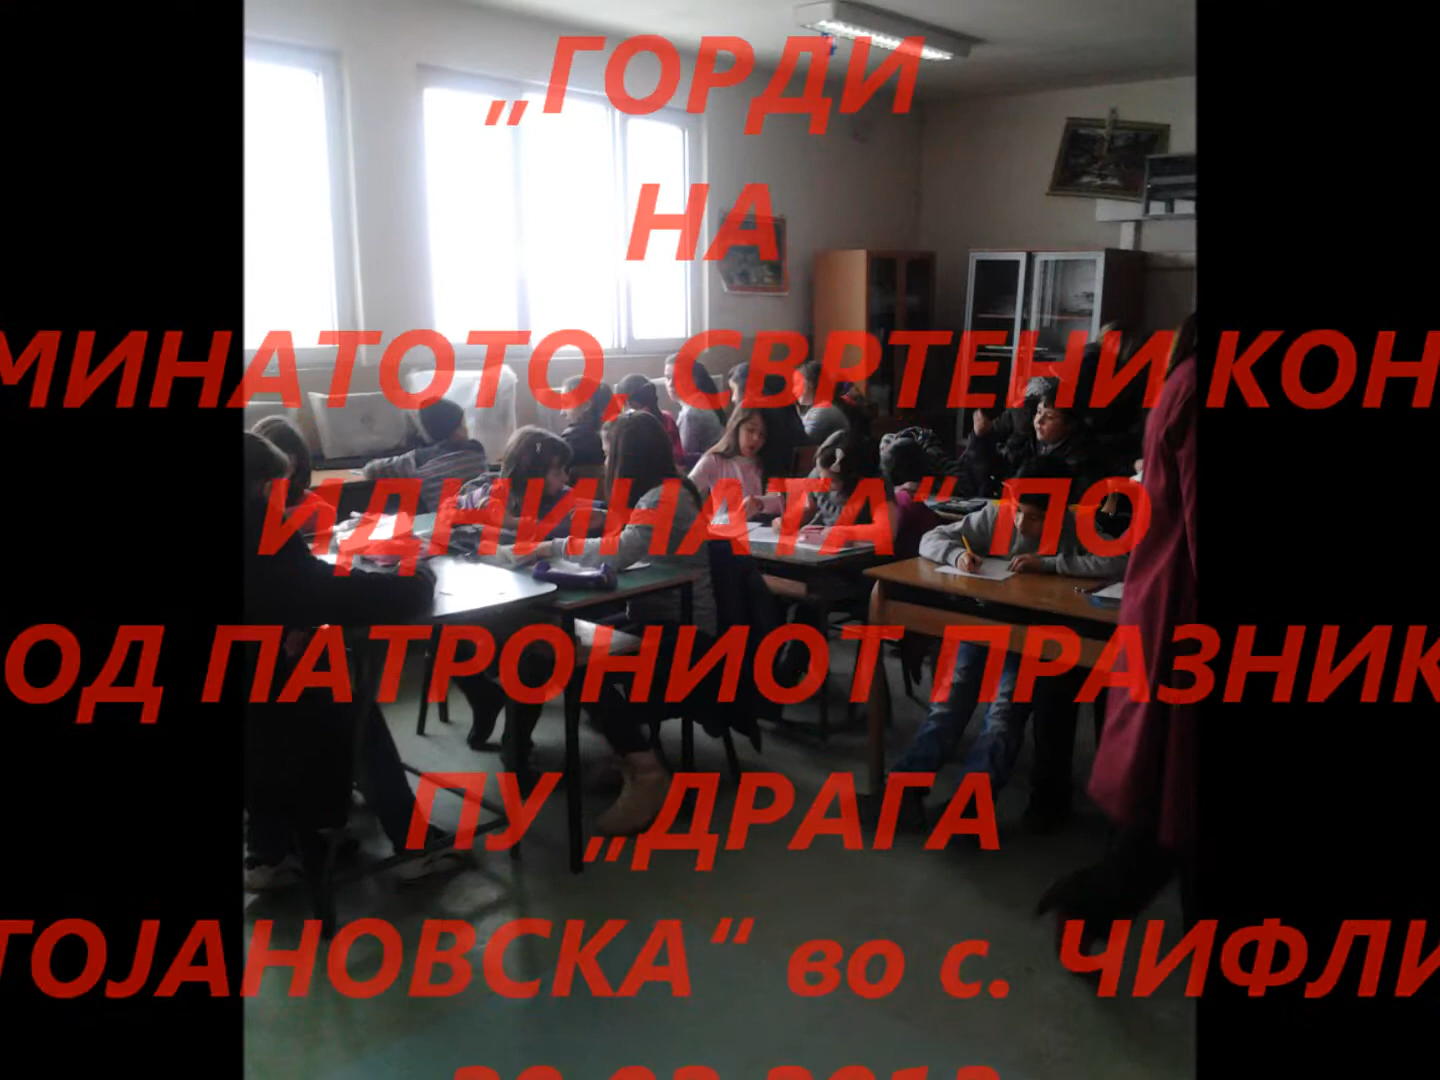 „ГОРДИ
НА
МИНАТОТО, СВРТЕНИ КОН
ИДНИНАТА“ ПО
ОД ПАТРОНИОТ ПРАЗНИК
ПУ „ДРАГА
ТОЈАНОВСКА“ во с. ЧИФЛИ